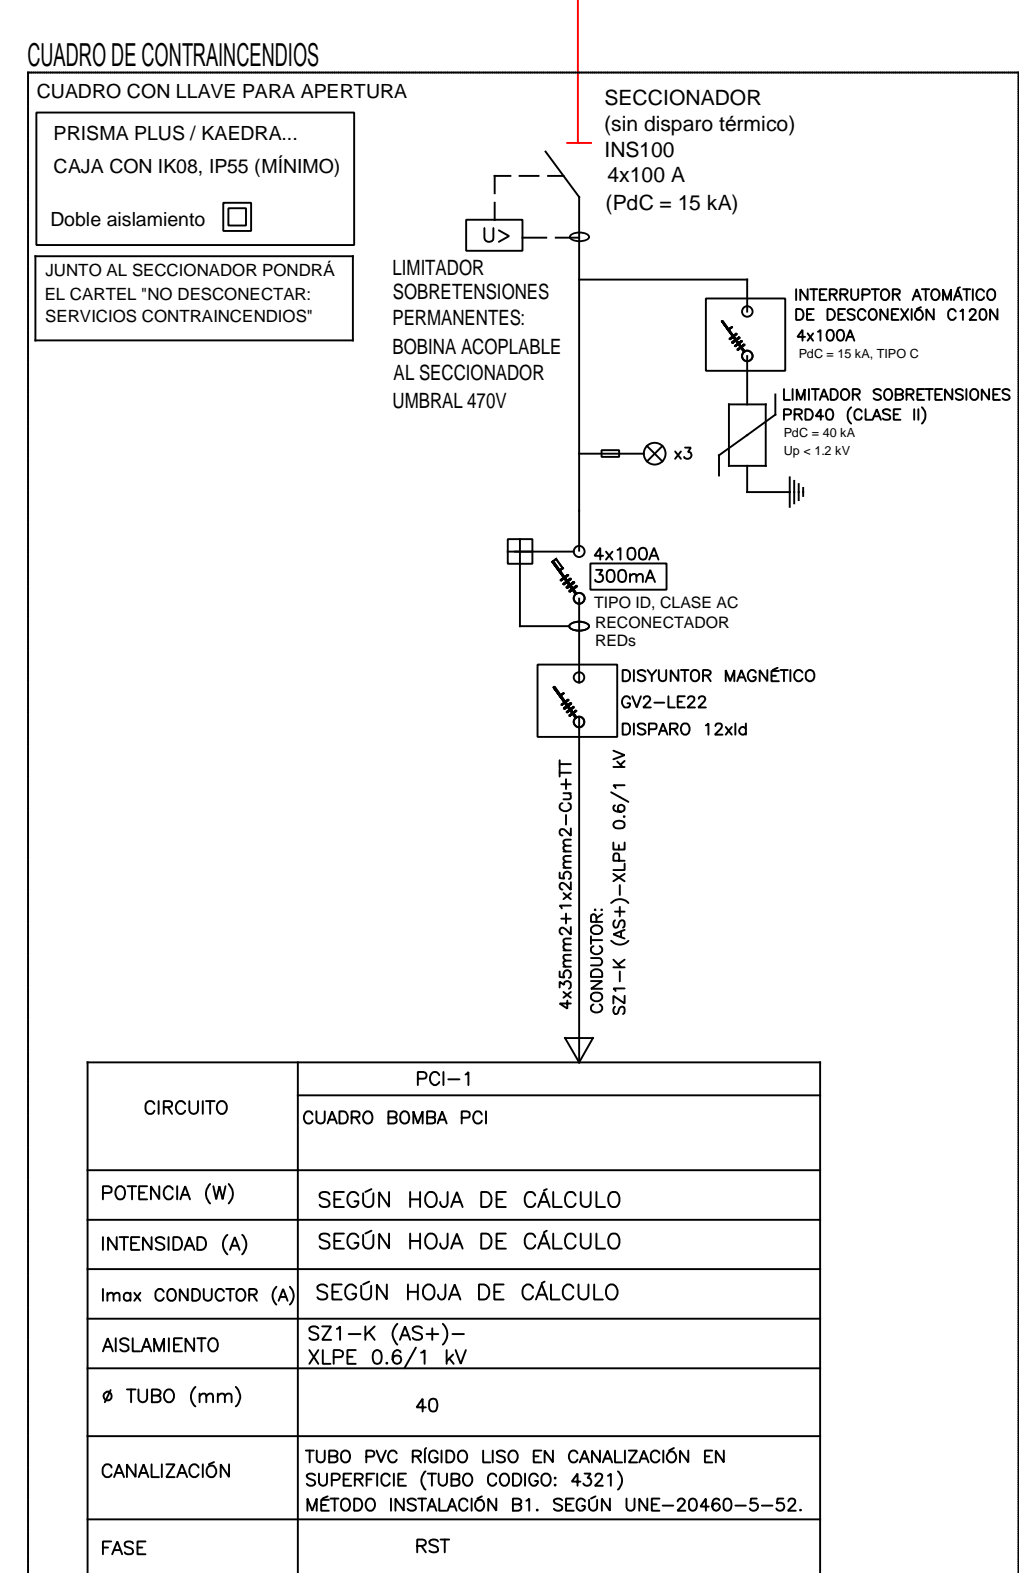 CUADRO DE CONTRAINCENDIOS
CUADRO CON LLAVE PARA APERTURA
PRISMA PLUS / KAEDRA...
CAJA CON IK08, IP55 (MÍNIMO)
Doble aislamiento
JUNTO AL SECCIONADOR PONDRÁ
EL CARTEL "NO DESCONECTAR:
SERVICIOS CONTRAINCENDIOS"
SECCIONADOR
(sin disparo térmico)
INS100
4x100 A
(PdC = 15 kA)
U>
LIMITADOR
SOBRETENSIONES
PERMANENTES:
BOBINA ACOPLABLE
AL SECCIONADOR
UMBRAL 470V
INTERRUPTOR ATOMÁTICO
DE DESCONEXIÓN C120N
4x100A
PdC = 15 kA, TIPO C
LIMITADOR SOBRETENSIONES
PRD40 (CLASE II)
PdC = 40 kA
Up < 1.2 kV
x3
4x100A
300mA
TIPO ID, CLASE AC
RECONECTADOR
REDs
DISYUNTOR MAGNÉTICO
GV2-LE22
DISPARO 12xId
4x35mm2+1x25mm2-Cu+TT
CONDUCTOR:
SZ1-K (AS+)-XLPE 0.6/1 kV
CIRCUITO
PCI-1
CUADRO BOMBA PCI
POTENCIA (W)
SEGÚN HOJA DE CÁLCULO
INTENSIDAD (A)
SEGÚN HOJA DE CÁLCULO
Imax CONDUCTOR (A)
SEGÚN HOJA DE CÁLCULO
AISLAMIENTO
SZ1-K (AS+)-
XLPE 0.6/1 kV
ø TUBO (mm)
40
CANALIZACIÓN
TUBO PVC RÍGIDO LISO EN CANALIZACIÓN EN
SUPERFICIE (TUBO CODIGO: 4321)
MÉTODO INSTALACIÓN B1. SEGÚN UNE-20460-5-52.
FASE
RST